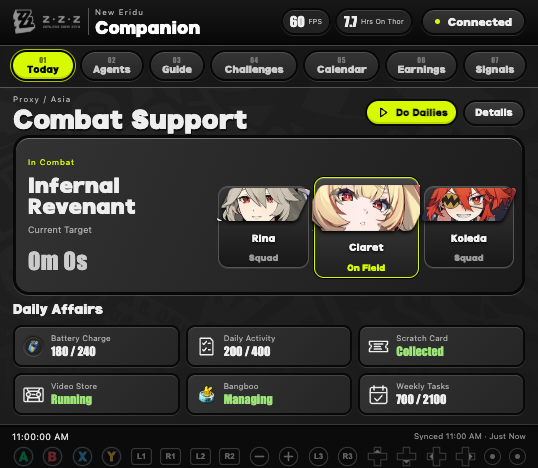 Z·Z·Z
New Eridu
Companion
60 FPS
7.7 Hrs On Thor
Connected
01
Today
02
Agents
03
Guide
04
Challenges
05
Calendar
06
Earnings
07
Signals
Proxy / Asia
Combat Support
Do Dailies
Details
In Combat
Infernal
Revenant
Current Target
0m 0s
Rina
Squad
Claret
On Field
Koleda
Squad
Daily Affairs
Battery Charge
180 / 240
Daily Activity
200 / 400
Scratch Card
Collected
Video Store
Running
Bangboo
Managing
Weekly Tasks
700 / 2100
11:00:00 AM
Synced 11:00 AM · Just Now
A B X Y L1 R1 L2 R2 L3 R3